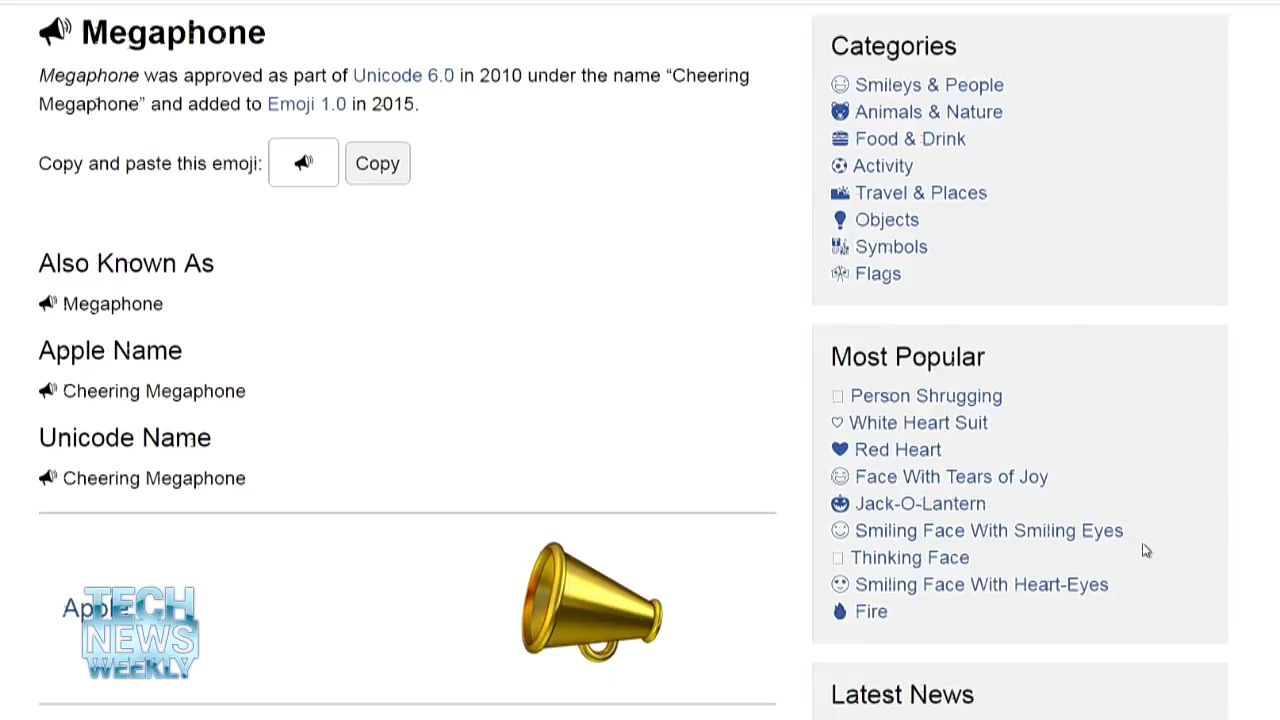 Megaphone
Megaphone was approved as part of Unicode 6.0 in 2010 under the name “Cheering
Megaphone” and added to Emoji 1.0 in 2015.
Copy and paste this emoji:
Copy
Also Known As
Megaphone
Apple Name
Cheering Megaphone
Unicode Name
Cheering Megaphone
Apple
TECH
NEWS
WEEKLY
Categories
Smileys & People
Animals & Nature
Food & Drink
Activity
Travel & Places
Objects
Symbols
Flags
Most Popular
Person Shrugging
White Heart Suit
Red Heart
Face With Tears of Joy
Jack-O-Lantern
Smiling Face With Smiling Eyes
Thinking Face
Smiling Face With Heart-Eyes
Fire
Latest News